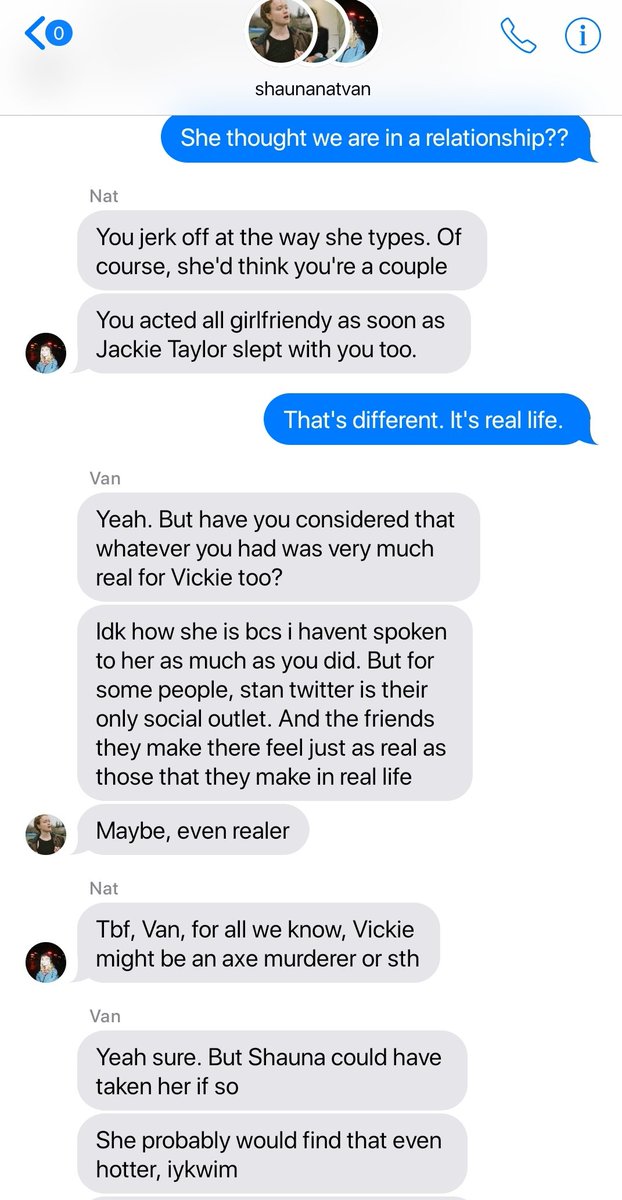 0
shaunanatvan
She thought we are in a relationship??
Nat
You jerk off at the way she types. Of
course, she'd think you're a couple
You acted all girlfriendy as soon as
Jackie Taylor slept with you too.
That's different. It's real life.
Van
Yeah. But have you considered that
whatever you had was very much
real for Vickie too?
Idk how she is bcs i havent spoken
to her as much as you did. But for
some people, stan twitter is their
only social outlet. And the friends
they make there feel just as real as
those that they make in real life
Maybe, even realer
Nat
Tbf, Van, for all we know, Vickie
might be an axe murderer or sth
Van
Yeah sure. But Shauna could have
taken her if so
She probably would find that even
hotter, iykwim